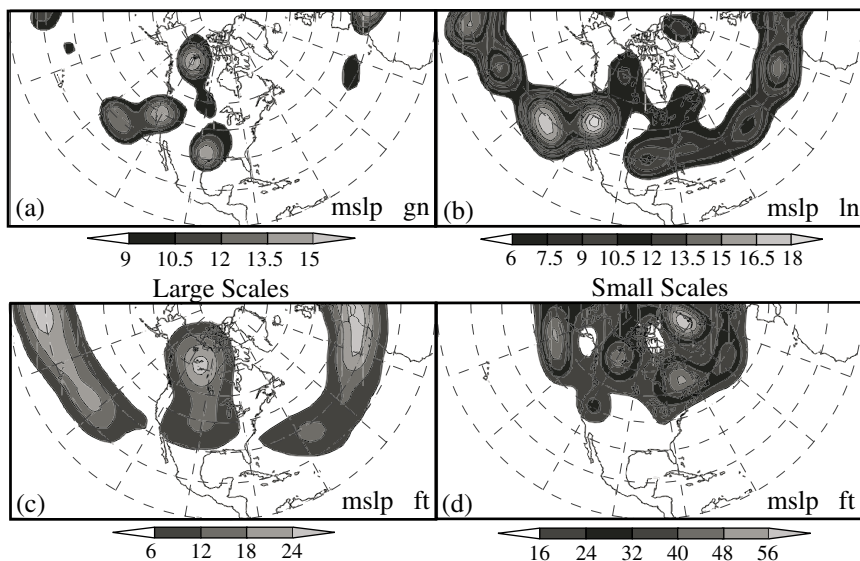 (a) mslp gn
(b) mslp ln
9 10.5 12 13.5 15
6 7.5 9 10.5 12 13.5 15 16.5 18
Large Scales
Small Scales
(c) mslp ft
(d) mslp ft
6 12 18 24
16 24 32 40 48 56